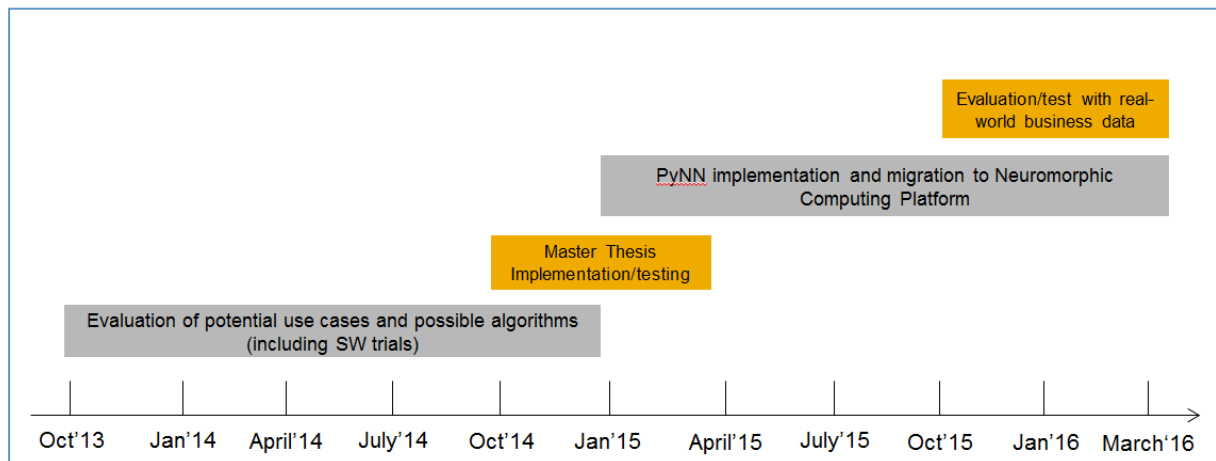 Evaluation/test with real-
world business data
PyNN implementation and migration to Neuromorphic
Computing Platform
Master Thesis
Implementation/testing
Evaluation of potential use cases and possible algorithms
(including SW trials)
Oct’13 Jan’14 April’14 July’14 Oct’14 Jan’15 April’15 July’15 Oct’15 Jan’16 March‘16